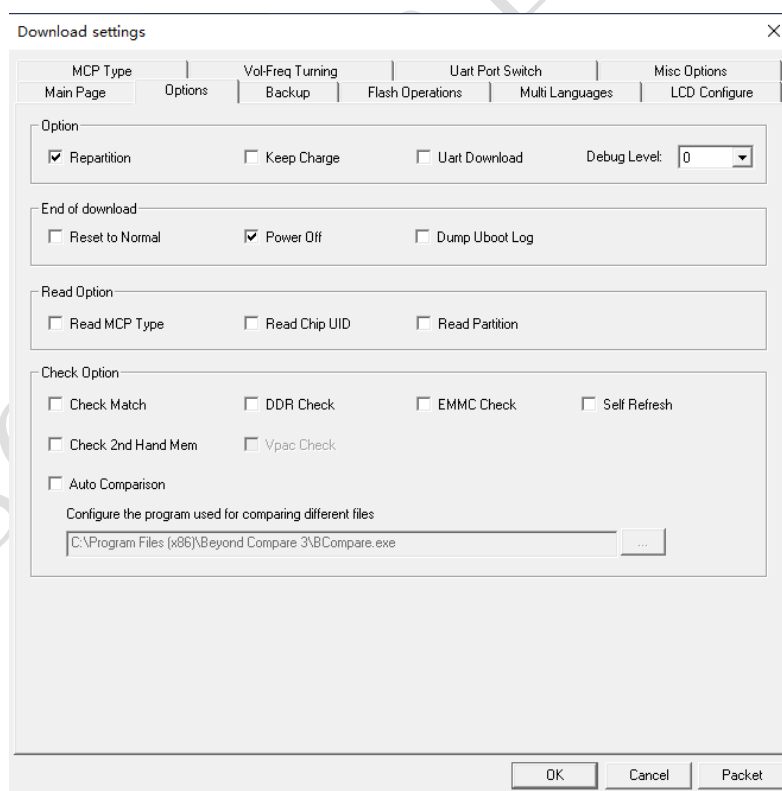 Download settings
MCP Type Vol-Freq Turning Uart Port Switch Misc Options
Main Page Options Backup Flash Operations Multi Languages LCD Configure
Option
Repartition Keep Charge Uart Download Debug Level: 0
End of download
Reset to Normal Power Off Dump Uboot Log
Read Option
Read MCP Type Read Chip UID Read Partition
Check Option
Check Match DDR Check EMMC Check Self Refresh
Check 2nd Hand Mem Vpac Check
Auto Comparison
Configure the program used for comparing different files
C:\Program Files (x86)\Beyond Compare 3\BCompare.exe ...
OK Cancel Packet